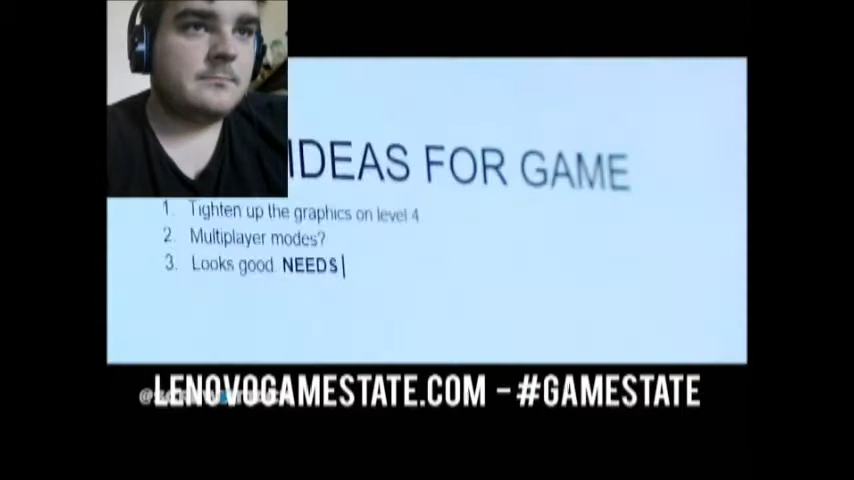 IDEAS FOR GAME
1. Tighten up the graphics on level 4
2. Multiplayer modes?
3. Looks good. NEEDS
LENOVOGAMESTATE.COM – #GAMESTATE